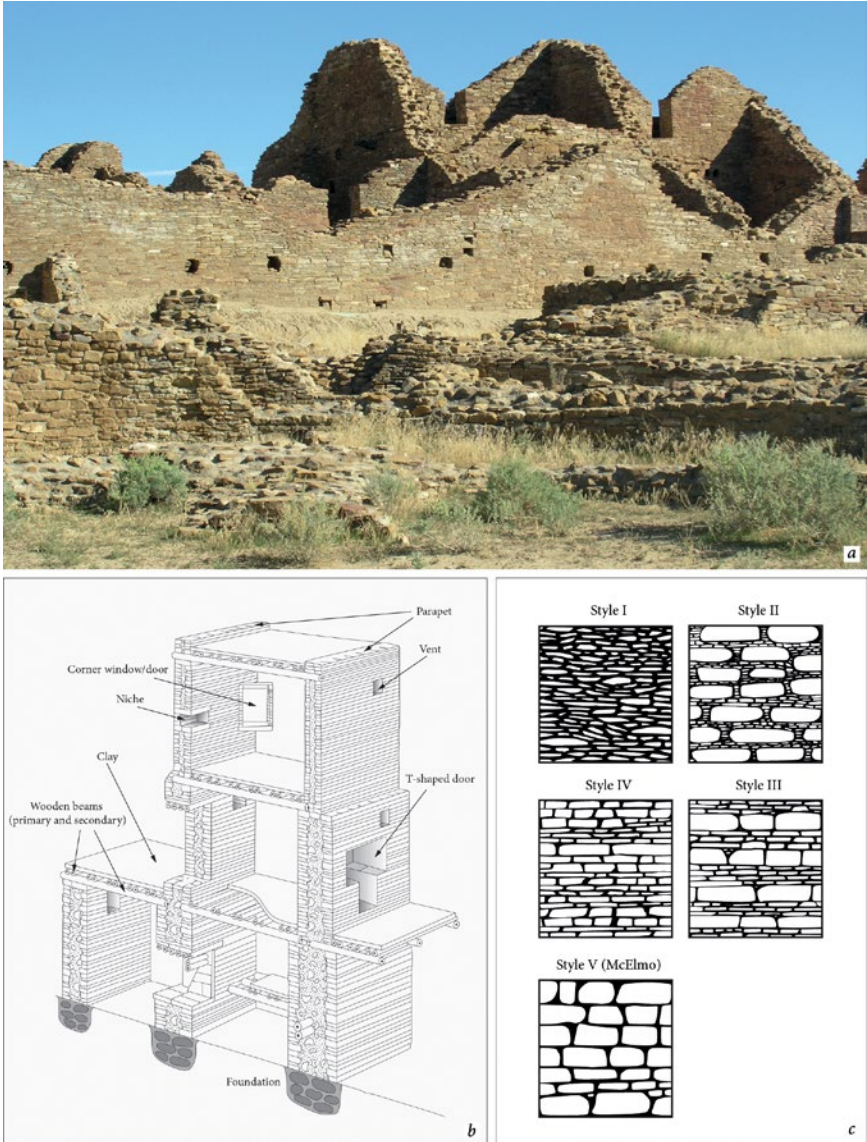 a
Parapet
Corner window/door
Vent
Niche
Clay
T-shaped door
Wooden beams
(primary and secondary)
Foundation
b
Style I
Style II
Style IV
Style III
Style V (McElmo)
c